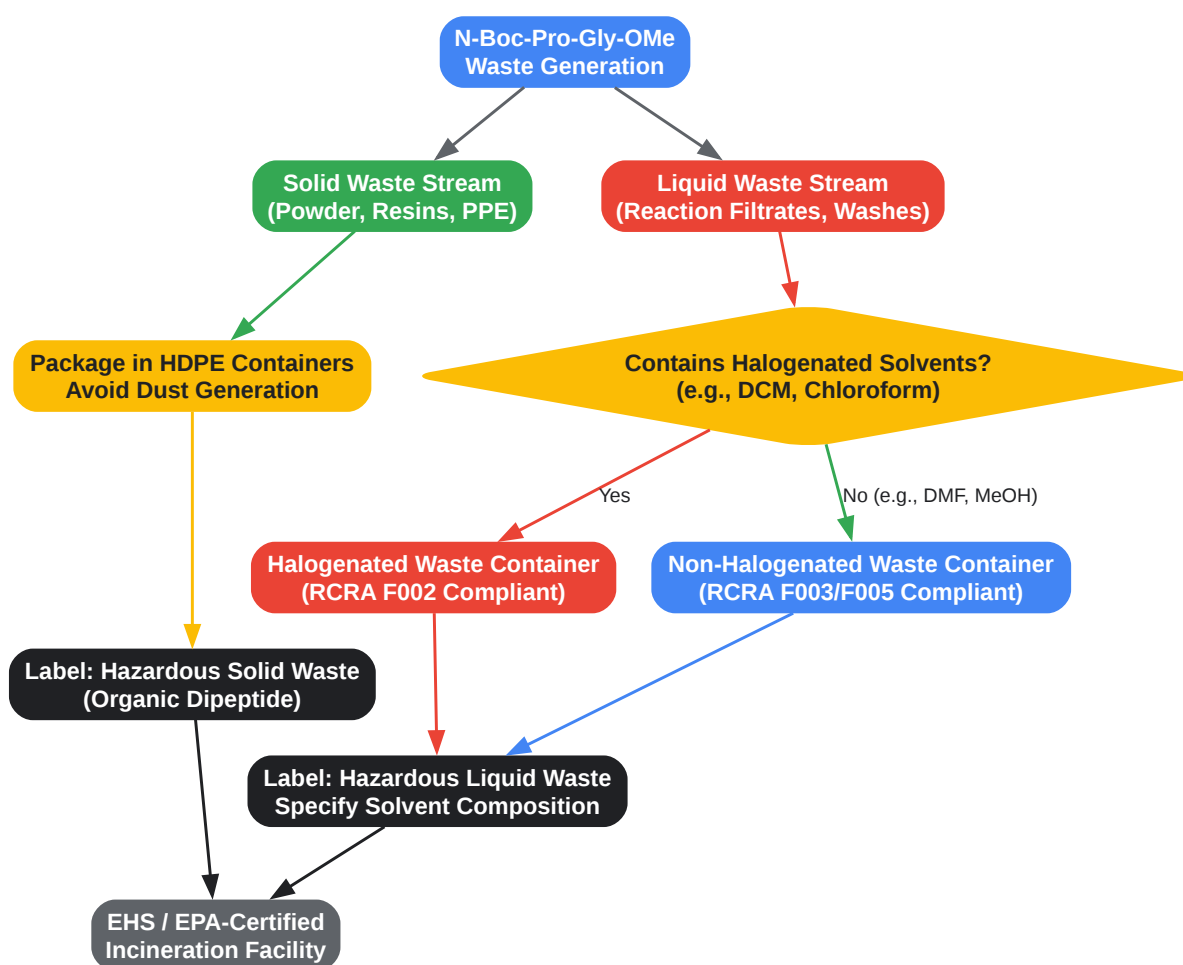 N-Boc-Pro-Gly-OMe
Waste Generation
Solid Waste Stream
(Powder, Resins, PPE)
Liquid Waste Stream
(Reaction Filtrates, Washes)
Package in HDPE Containers
Avoid Dust Generation
Contains Halogenated Solvents?
(e.g., DCM, Chloroform)
Yes
No (e.g., DMF, MeOH)
Halogenated Waste Container
(RCRA F002 Compliant)
Non-Halogenated Waste Container
(RCRA F003/F005 Compliant)
Label: Hazardous Solid Waste
(Organic Dipeptide)
Label: Hazardous Liquid Waste
Specify Solvent Composition
EHS / EPA-Certified
Incineration Facility